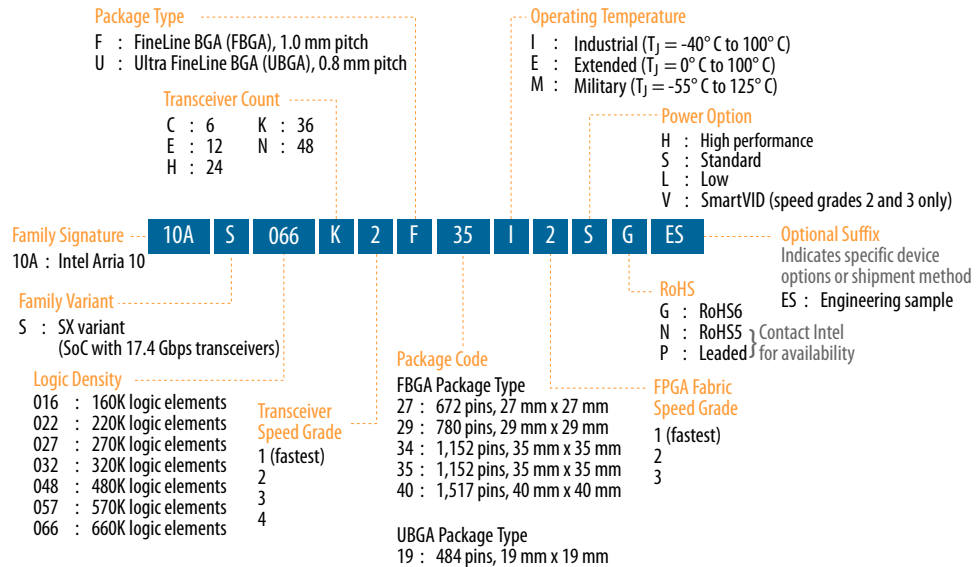 Package Type
F : FineLine BGA (FBGA), 1.0 mm pitch
U : Ultra FineLine BGA (UBGA), 0.8 mm pitch
Operating Temperature
I : Industrial (TJ = -40° C to 100° C)
E : Extended (TJ = 0° C to 100° C)
M : Military (TJ = -55° C to 125° C)
Transceiver Count
C : 6 K : 36
E : 12 N : 48
H : 24
Power Option
H : High performance
S : Standard
L : Low
V : SmartVID (speed grades 2 and 3 only)
10A S 066 K 2 F 35 I 2 S G ES
Family Signature
10A : Intel Arria 10
Optional Suffix
Indicates specific device
options or shipment method
ES : Engineering sample
Family Variant
S : SX variant
(SoC with 17.4 Gbps transceivers)
RoHS
G : RoHS6
N : RoHS5
P : Leaded
Contact Intel
for availability
Logic Density
016 : 160K logic elements
022 : 220K logic elements
027 : 270K logic elements
032 : 320K logic elements
048 : 480K logic elements
057 : 570K logic elements
066 : 660K logic elements
Transceiver
Speed Grade
1 (fastest)
2
3
4
Package Code
FBGA Package Type
27 : 672 pins, 27 mm x 27 mm
29 : 780 pins, 29 mm x 29 mm
34 : 1,152 pins, 35 mm x 35 mm
35 : 1,152 pins, 35 mm x 35 mm
40 : 1,517 pins, 40 mm x 40 mm
UBGA Package Type
19 : 484 pins, 19 mm x 19 mm
FPGA Fabric
Speed Grade
1 (fastest)
2
3